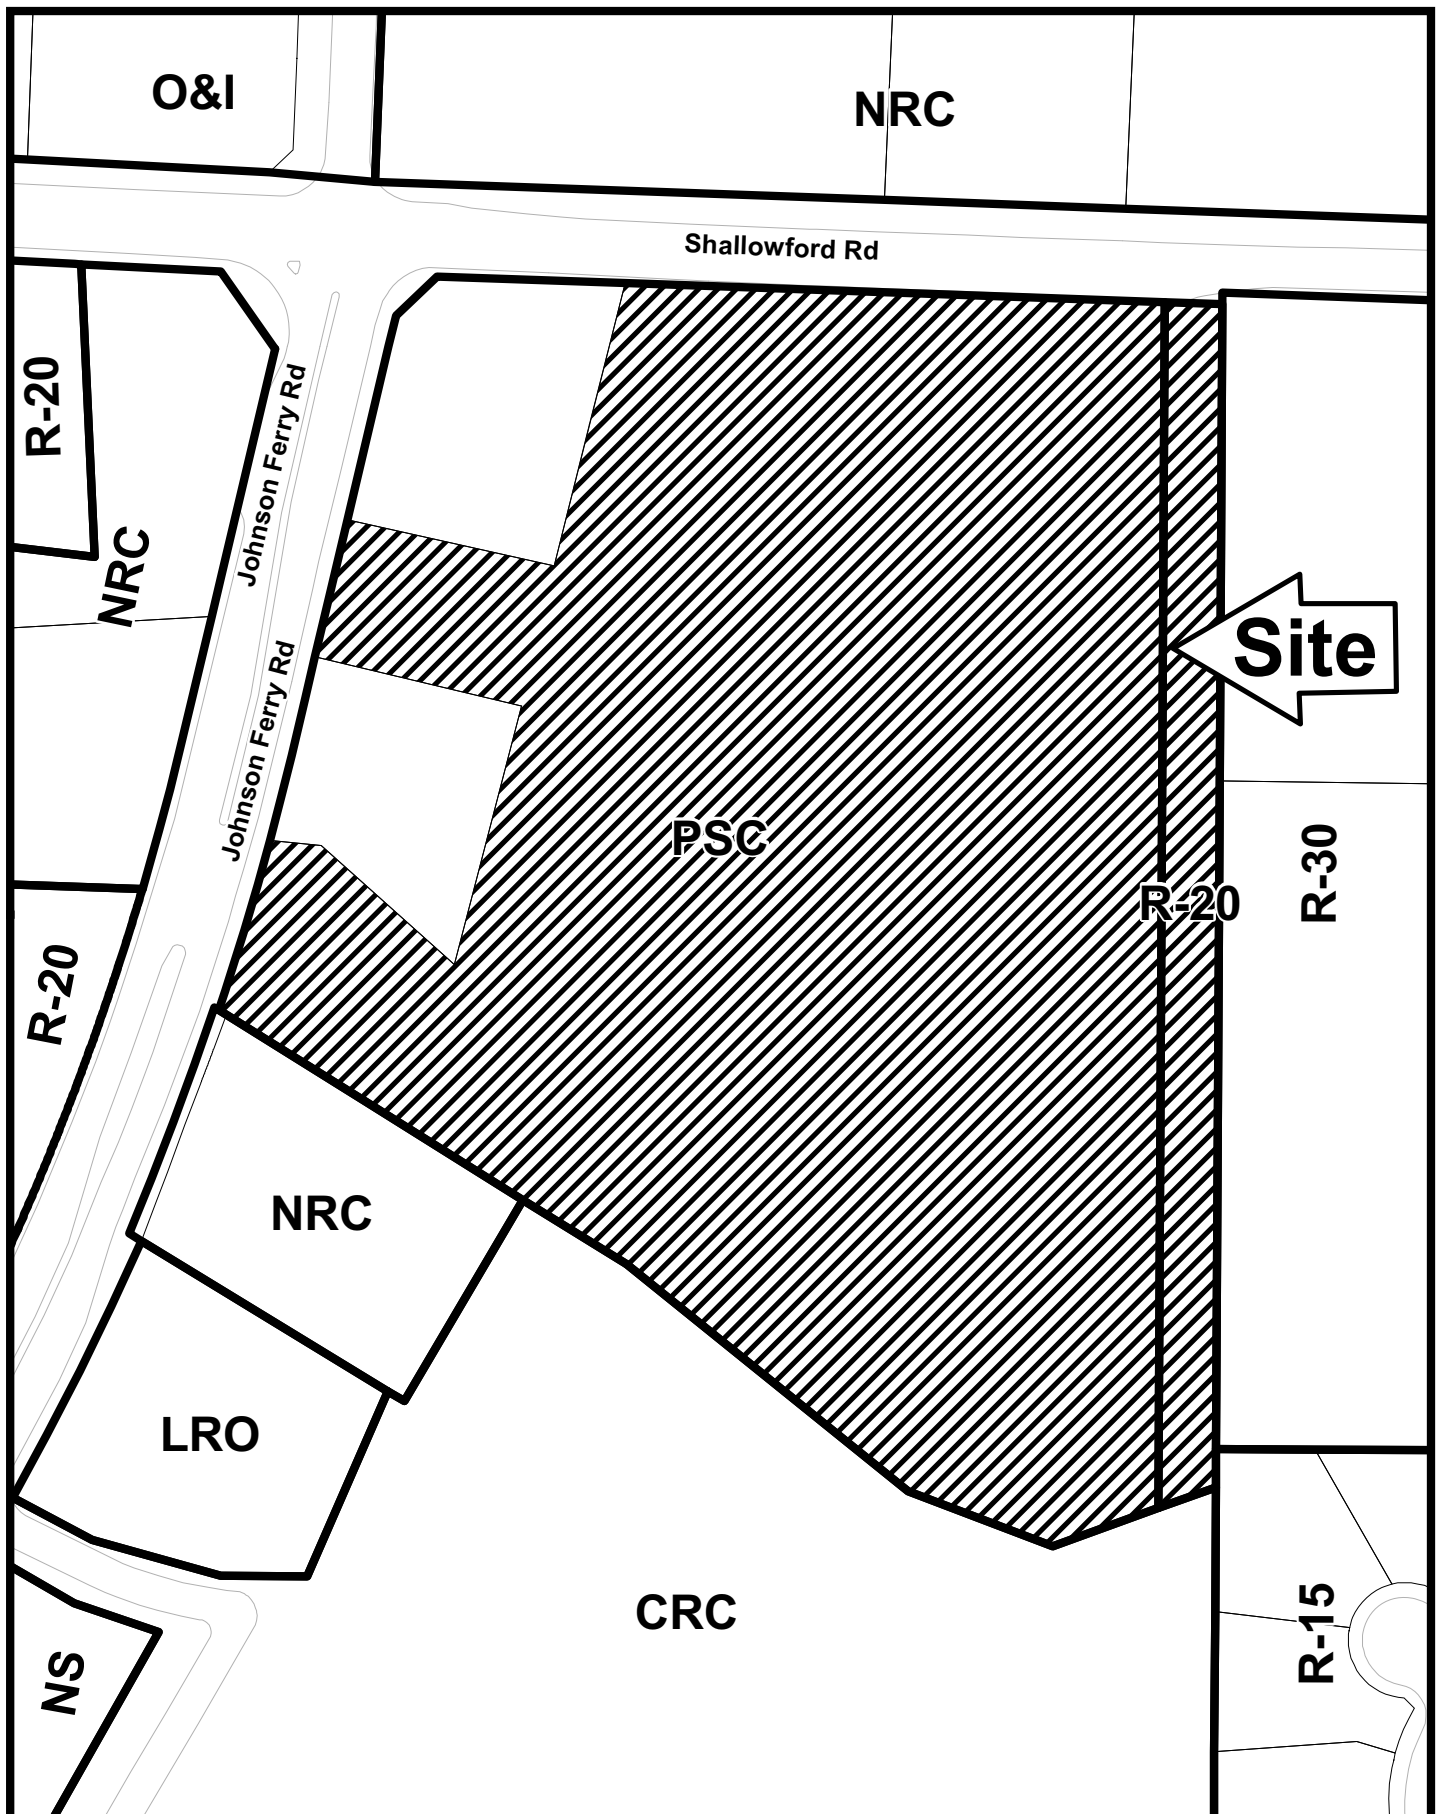 O&I
NRC
Shallowford Rd
R-20
Johnson Ferry Rd
NRC
Site
Johnson Ferry Rd
PSC
R-30
R-20
R-20
NRC
LRO
CRC
R-15
NS